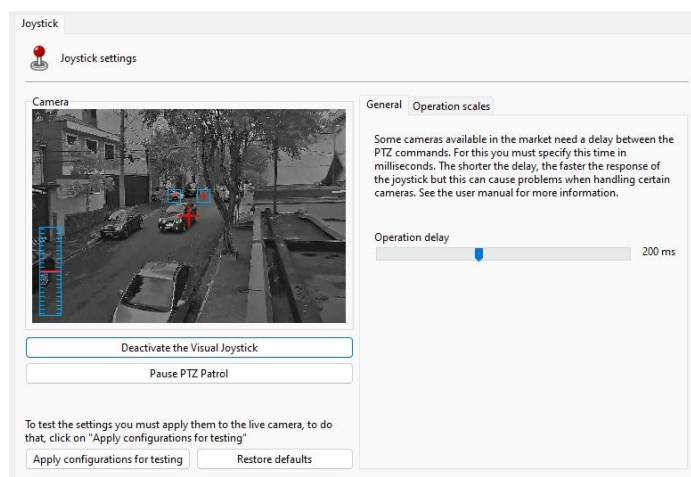 Joystick
Joystick settings
Camera
Deactivate the Visual Joystick
Pause PTZ Patrol
To test the settings you must apply them to the live camera, to do
that, click on "Apply configurations for testing"
Apply configurations for testing
Restore defaults
General
Operation scales
Some cameras available in the market need a delay between the
PTZ commands. For this you must specify this time in
milliseconds. The shorter the delay, the faster the response of
the joystick but this can cause problems when handling certain
cameras. See the user manual for more information.
Operation delay
200 ms